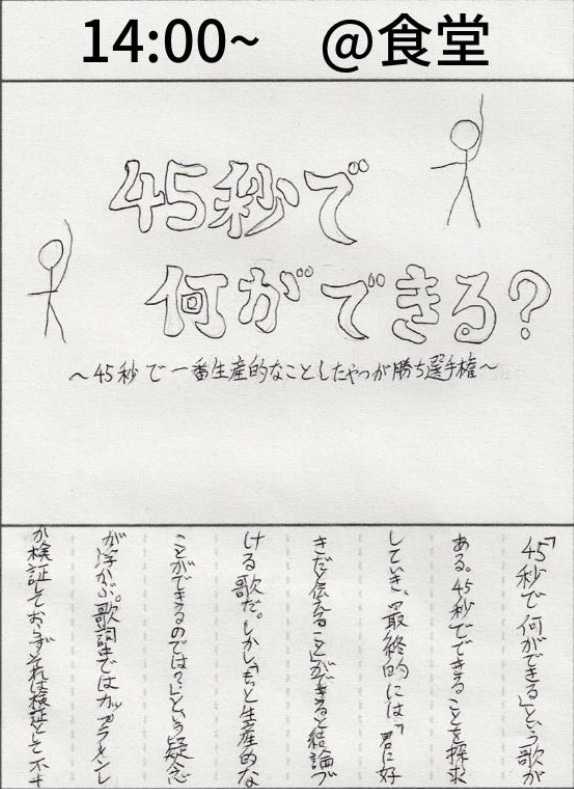 14:00~ @食堂
45秒で
何ができる?
～45秒で一番生産的なことしたやつが勝ち選手権～
「45秒で何ができる」という歌が
ある。45秒でできることを探求
していき、最終的には「君に好
きだと伝えること」ができると結論づ
ける歌だ。しかし、もっと生産的な
ことができるのでは?という疑念
が浮かぶ。歌詞ではカップラーメンし
か検証しておらずそれは検証として不十